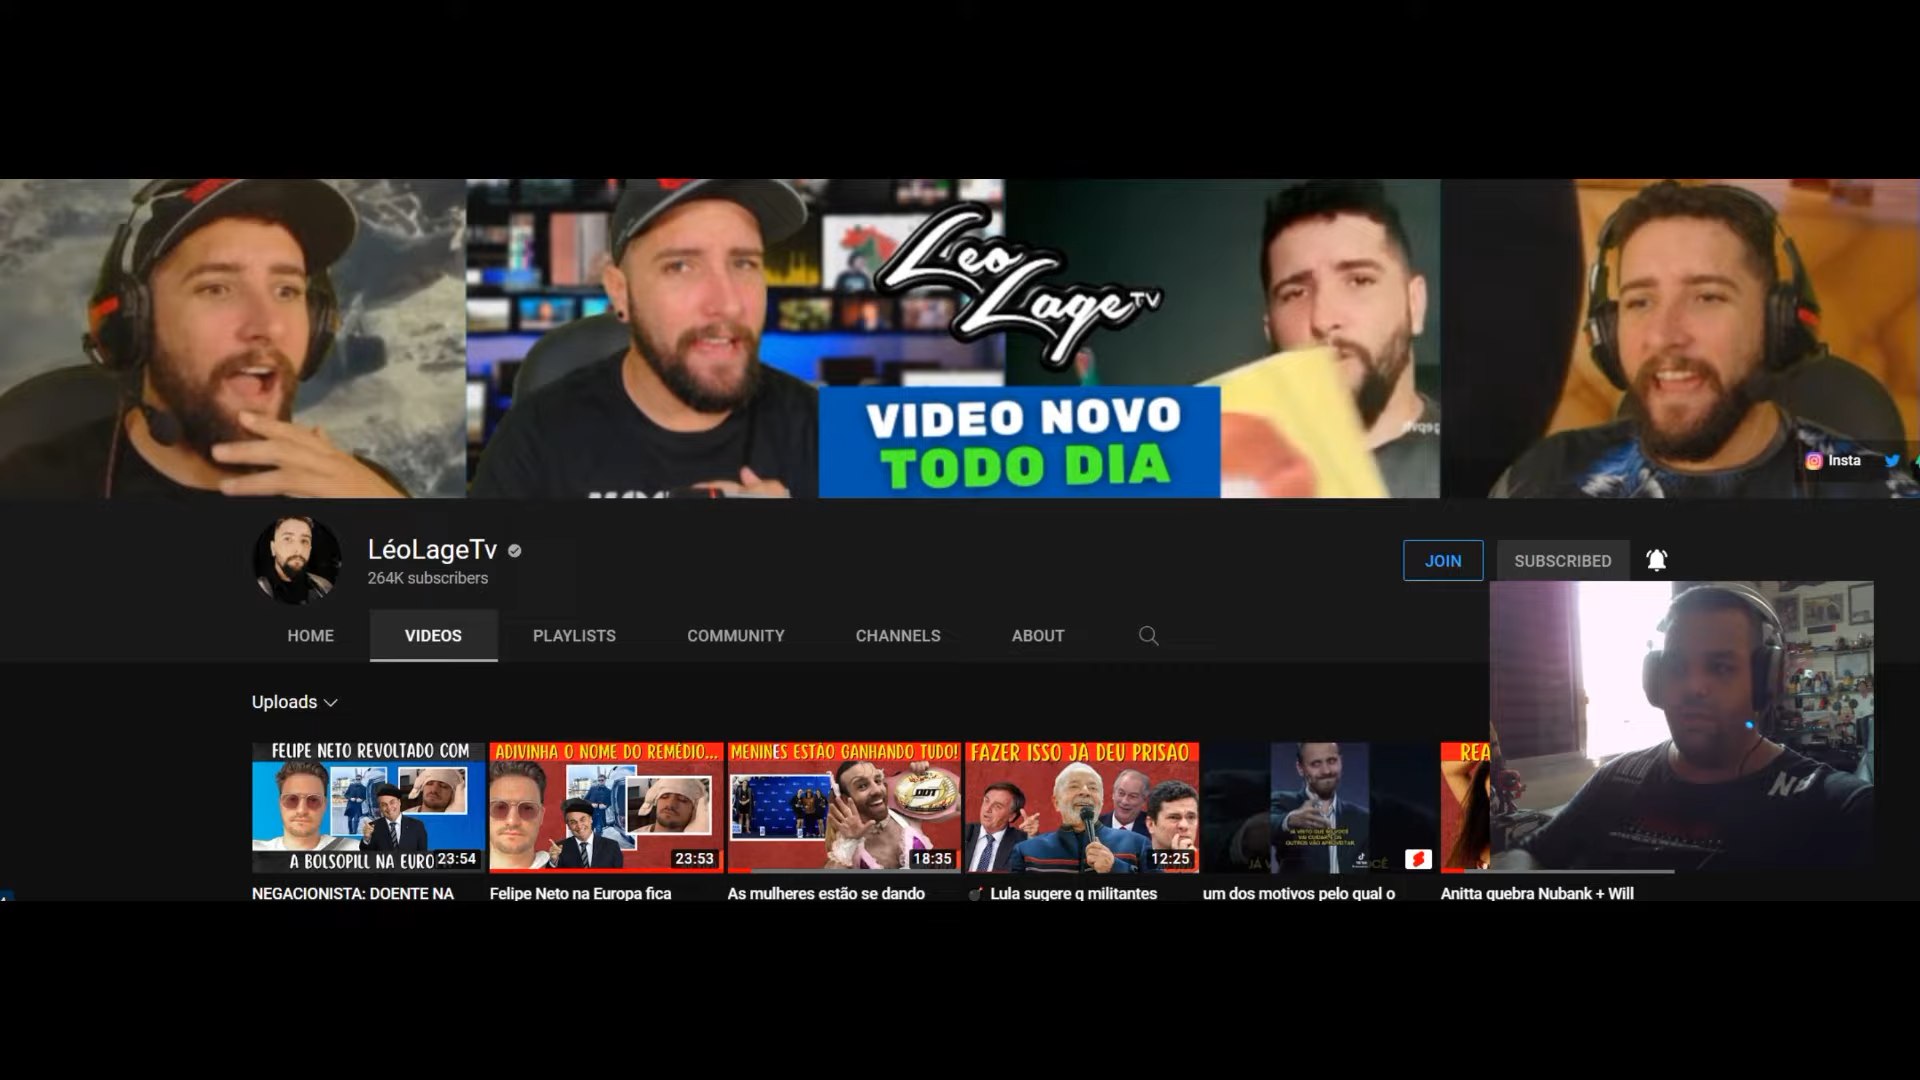 Leo
Lage TV
VIDEO NOVO
TODO DIA
Insta
LéoLageTv
264K subscribers
JOIN
SUBSCRIBED
HOME
VIDEOS
PLAYLISTS
COMMUNITY
CHANNELS
ABOUT
Uploads
FELIPE NETO REVOLTADO COM
A BOLSOPILL NA EURO
23:54
NEGACIONISTA: DOENTE NA
ADIVINHA O NOME DO REMÉDIO...
23:53
Felipe Neto na Europa fica
MENINES ESTÃO GANHANDO TUDO!
DDT
18:35
As mulheres estão se dando
FAZER ISSO JÁ DEU PRISÃO
12:25
Lula sugere q militantes
um dos motivos pelo qual o
REA
Anitta quebra Nubank + Will